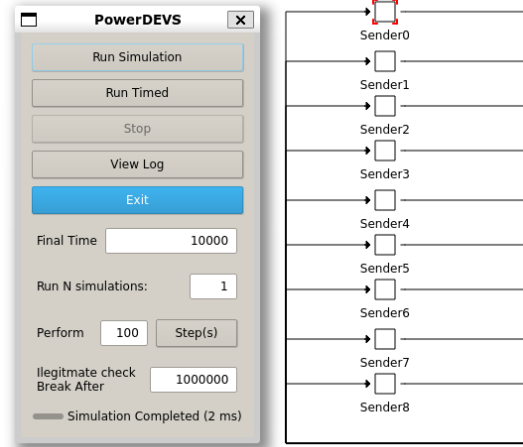 PowerDEVS
Run Simulation
Run Timed
Stop
View Log
Exit
Final Time 10000
Run N simulations: 1
Perform 100 Step(s)
Ilegitmate check
Break After 1000000
Simulation Completed (2 ms)
Sender0
Sender1
Sender2
Sender3
Sender4
Sender5
Sender6
Sender7
Sender8